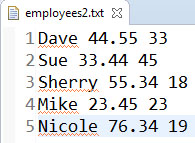 employees2.txt
1 Dave 44.55 33
2 Sue 33.44 45
3 Sherry 55.34 18
4 Mike 23.45 23
5 Nicole 76.34 19